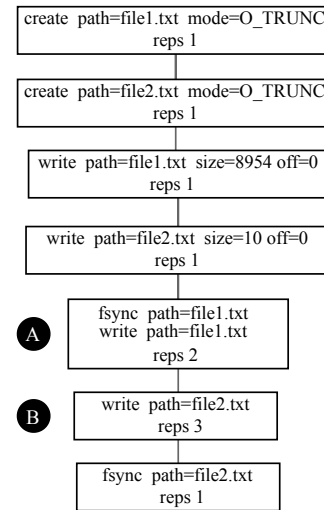 create path=file1.txt mode=O_TRUNC
reps 1
create path=file2.txt mode=O_TRUNC
reps 1
write path=file1.txt size=8954 off=0
reps 1
write path=file2.txt size=10 off=0
reps 1
A
fsync path=file1.txt
write path=file1.txt
reps 2
B
write path=file2.txt
reps 3
fsync path=file2.txt
reps 1